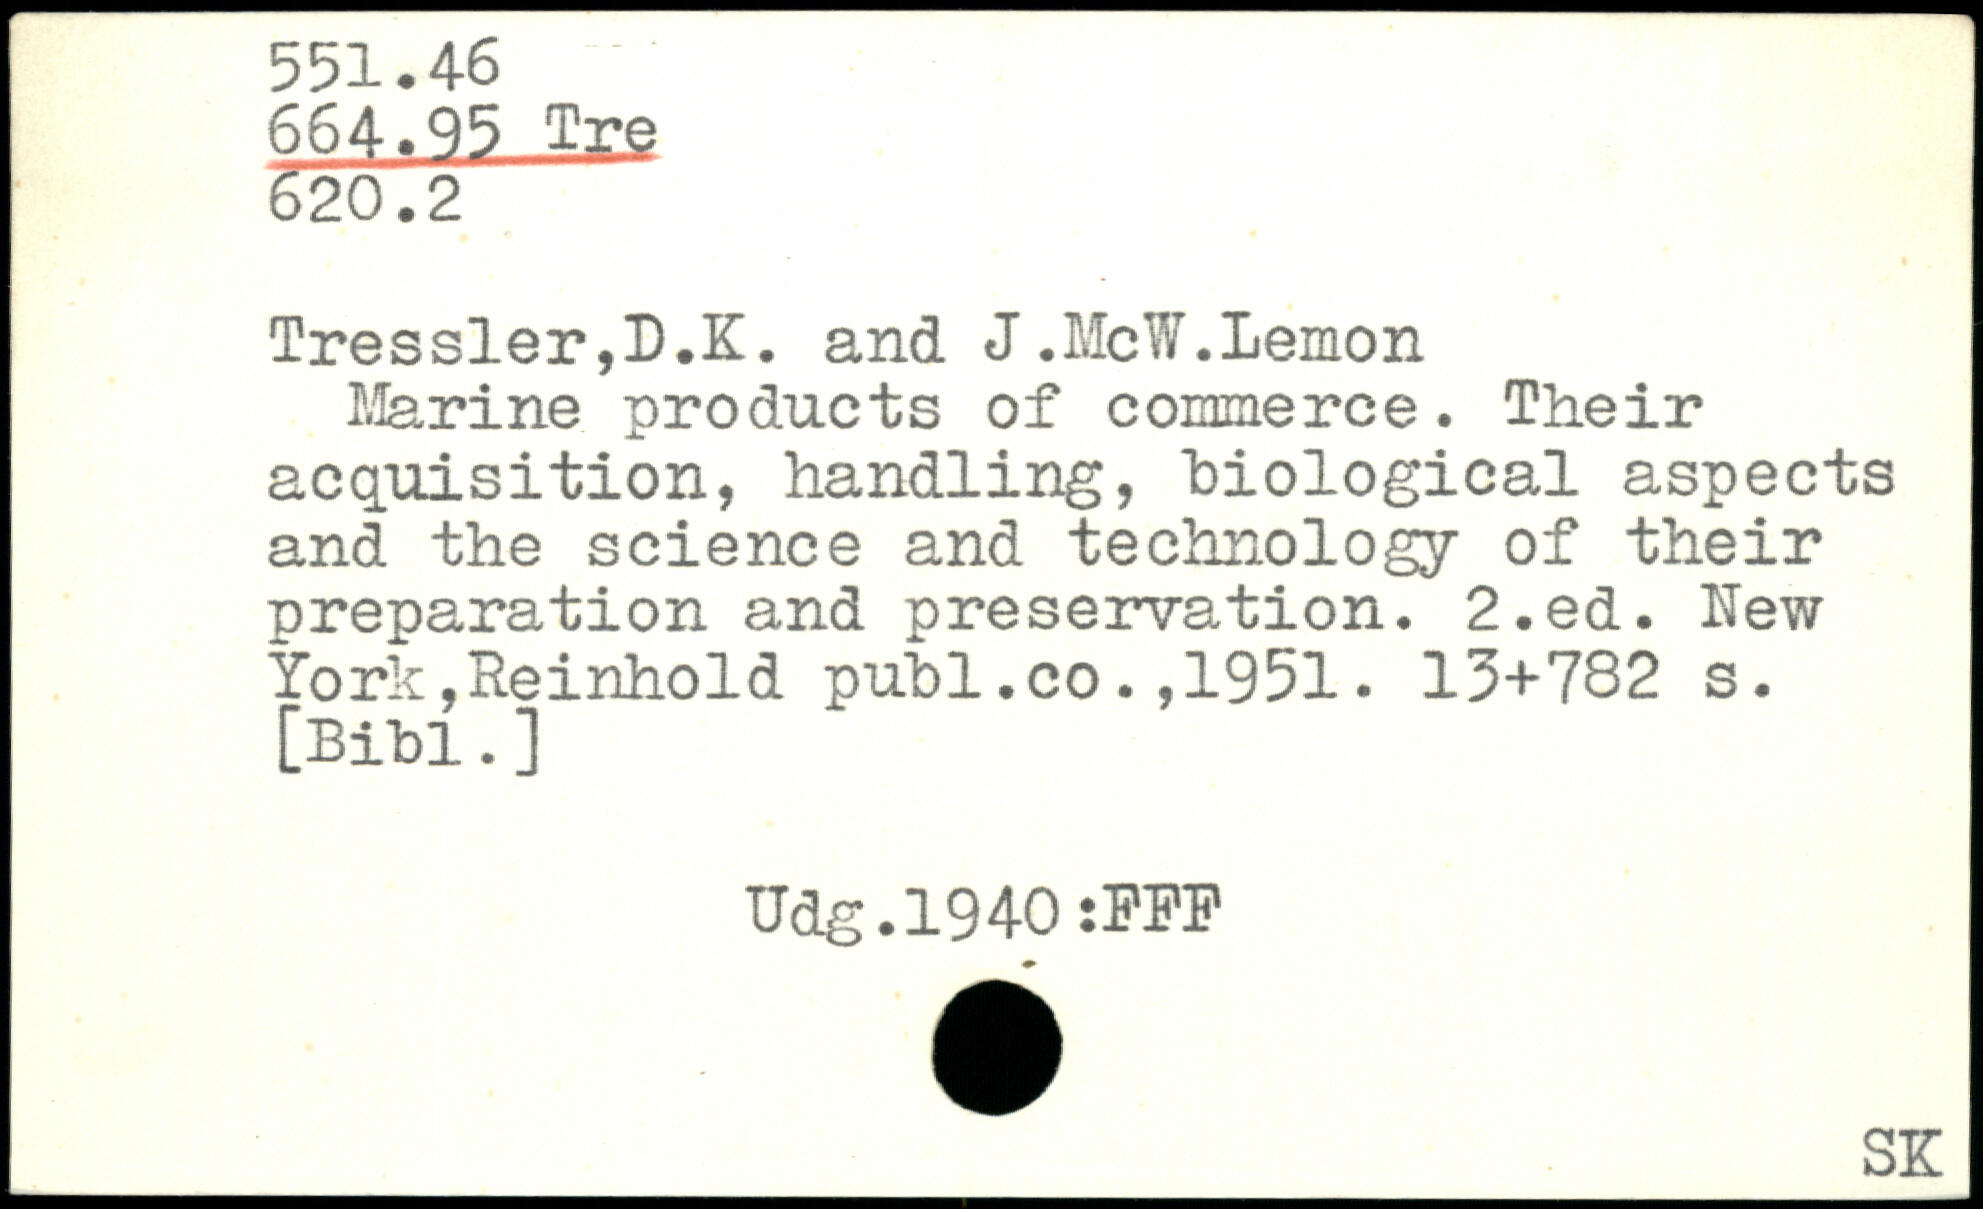 551.46
664.95 Tre
620.2
Tressler,D.K. and J.McW.Lemon
Marine products of commerce. Their
acquisition, handling, biological aspects
and the science and technology of their
preparation and preservation. 2.ed. New
York,Reinhold publ.co.,1951. 13+782 s.
[Bibl.]
Udg.1940:FFF
SK